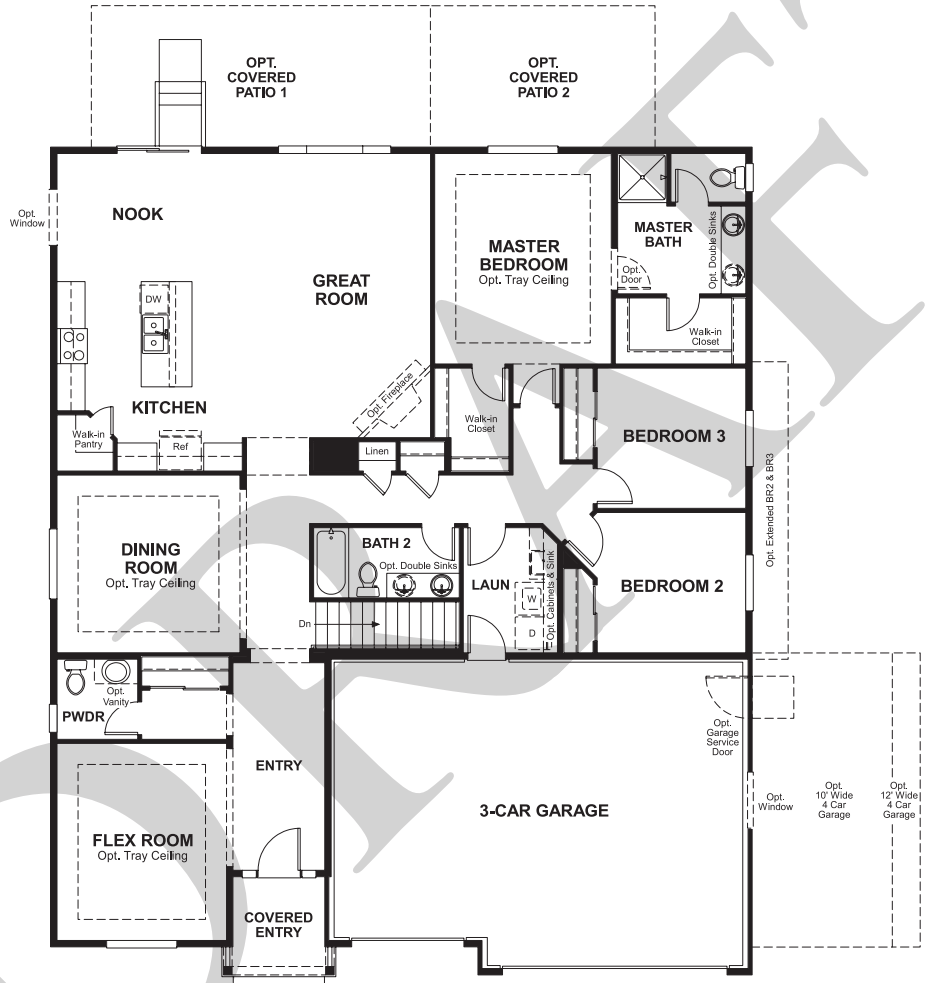 OPT.
COVERED
PATIO 1
OPT.
COVERED
PATIO 2
Opt.
Window
NOOK
GREAT
ROOM
MASTER
BEDROOM
Opt. Tray Ceiling
MASTER
BATH
Opt. Double Sinks
Opt.
Door
Walk-in
Closet
DW
KITCHEN
Opt. Fireplace
Walk-in
Pantry
Ref
Linen
Walk-in
Closet
BEDROOM 3
Opt. Extended BR2 & BR3
DINING
ROOM
Opt. Tray Ceiling
BATH 2
Opt. Double Sinks
LAUN
W
D
Opt. Cabinets & Sink
BEDROOM 2
Dn
Opt.
Vanity
PWDR
ENTRY
Opt.
Garage
Service
Door
3-CAR GARAGE
Opt.
Window
Opt.
10' Wide
4 Car
Garage
Opt.
12' Wide
4 Car
Garage
FLEX ROOM
Opt. Tray Ceiling
COVERED
ENTRY